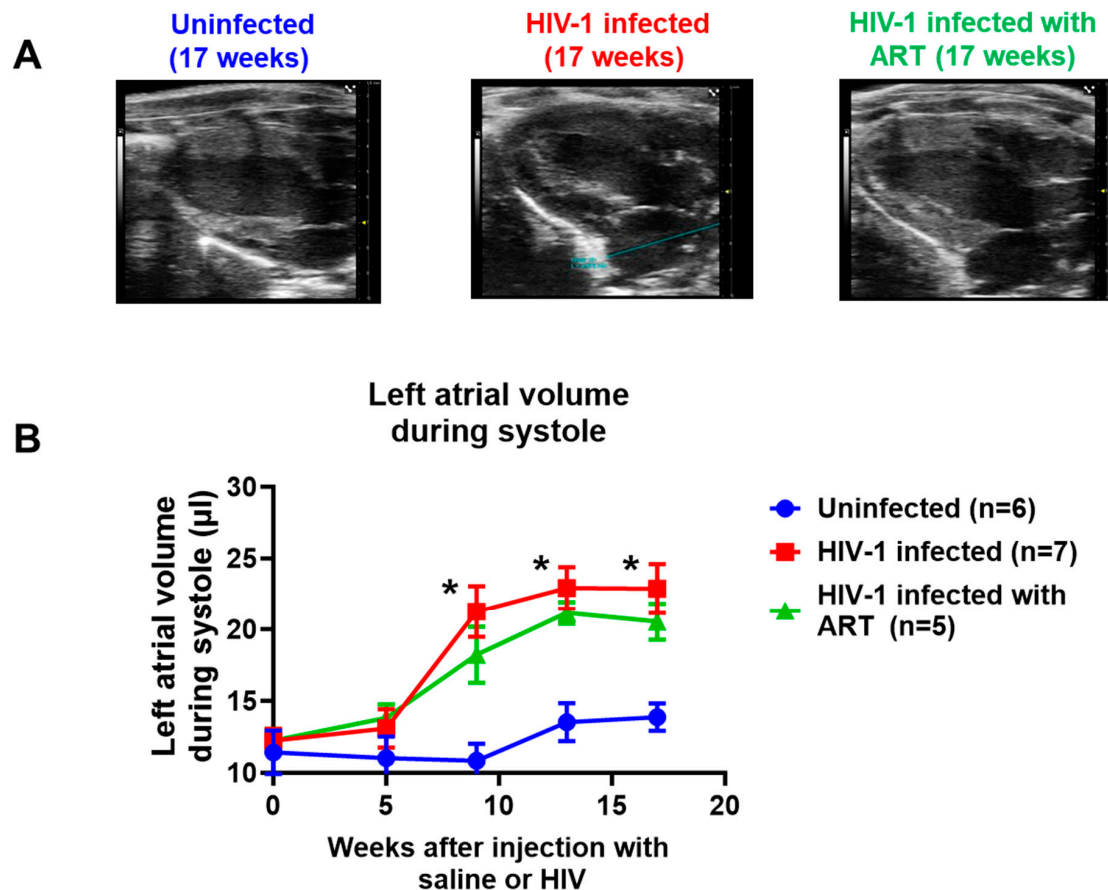 A
Uninfected
(17 weeks)
HIV-1 infected
(17 weeks)
HIV-1 infected with
ART (17 weeks)
B
Left atrial volume
during systole
Left atrial volume
during systole (µl)
30
25
20
15
10
* * *
0 5 10 15 20
Weeks after injection with
saline or HIV
Uninfected (n=6)
HIV-1 infected (n=7)
HIV-1 infected with
ART (n=5)